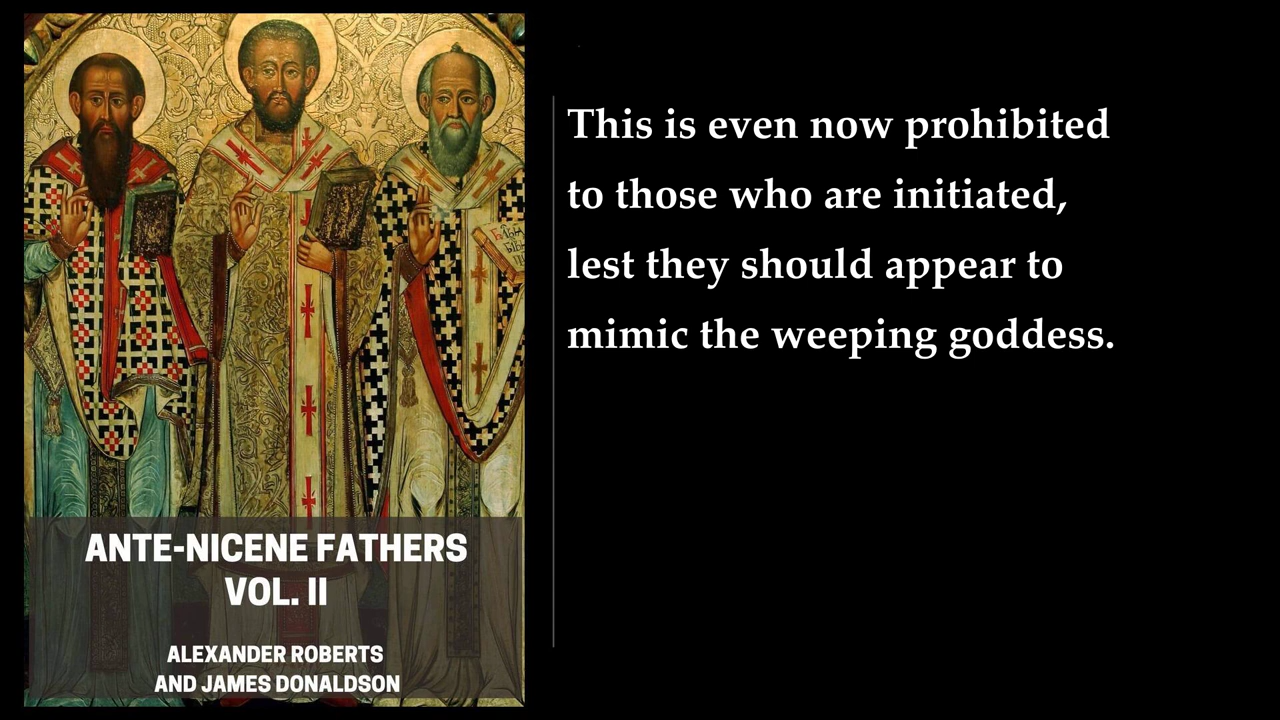 This is even now prohibited
to those who are initiated,
lest they should appear to
mimic the weeping goddess.
ANTE-NICENE FATHERS
VOL. II
ALEXANDER ROBERTS
AND JAMES DONALDSON